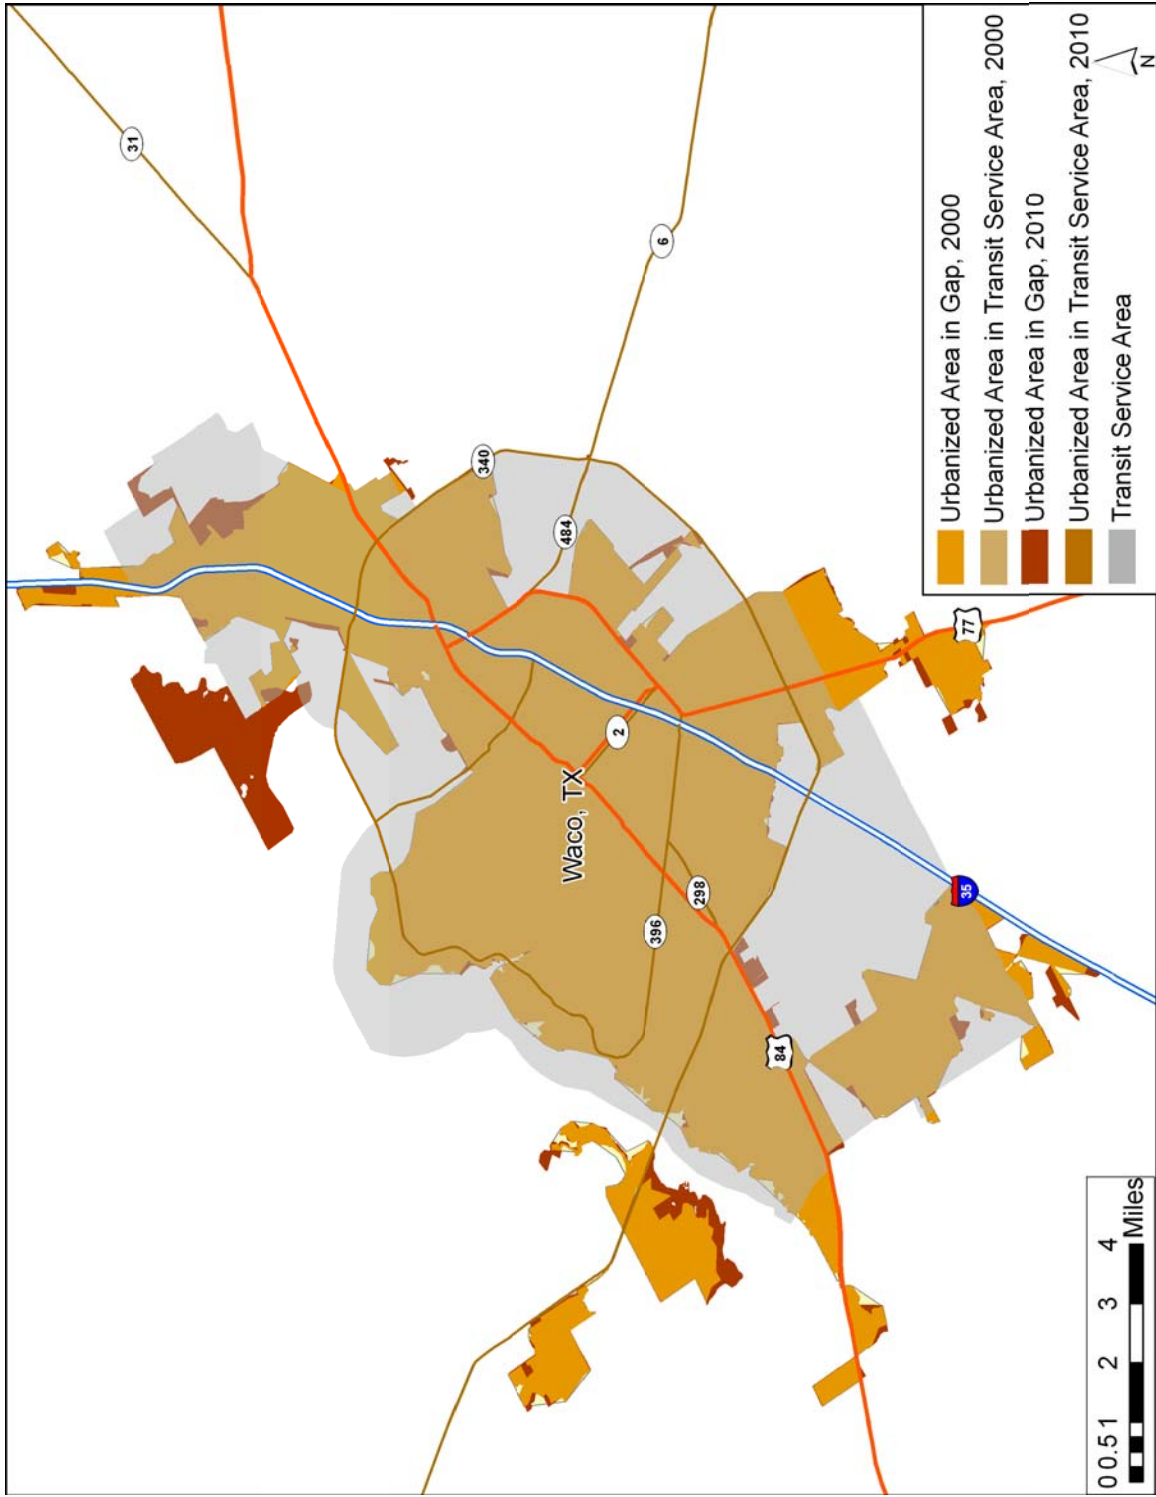 31
6
340
484
Waco, TX
2
77
298
396
35
84
Urbanized Area in Gap, 2000
Urbanized Area in Transit Service Area, 2000
Urbanized Area in Gap, 2010
Urbanized Area in Transit Service Area, 2010
Transit Service Area
N
0 0.5 1 2 3 4
Miles